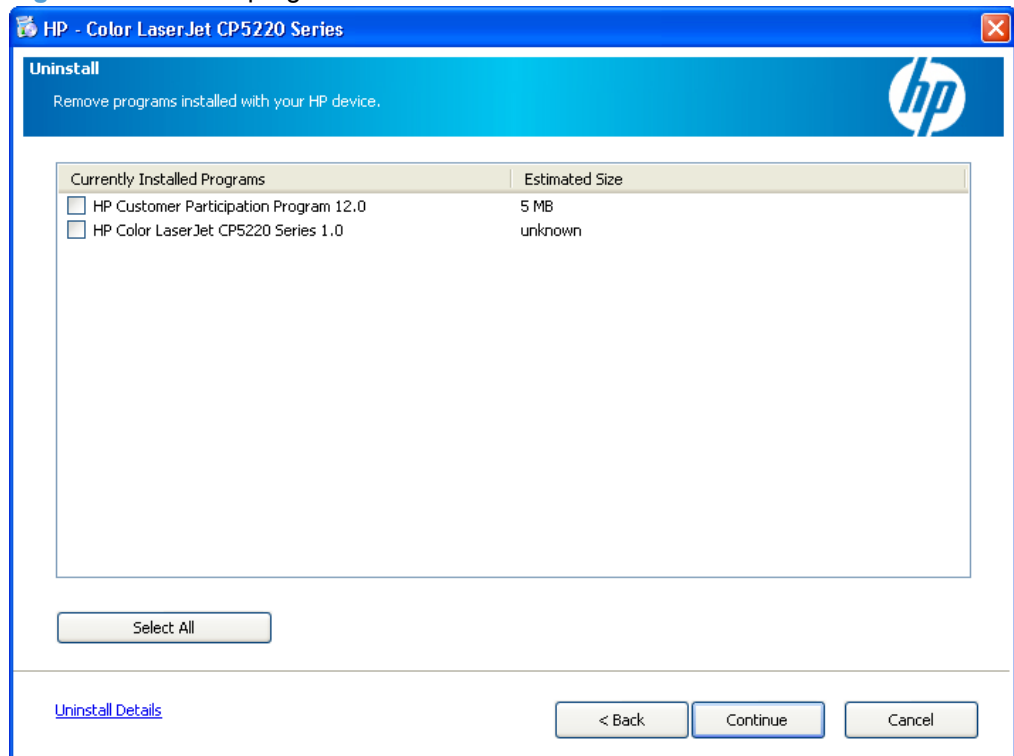 HP - Color LaserJet CP5220 Series
Uninstall
Remove programs installed with your HP device.
hp
Currently Installed Programs Estimated Size
HP Customer Participation Program 12.0 5 MB
HP Color LaserJet CP5220 Series 1.0 unknown
Select All
Uninstall Details < Back Continue Cancel